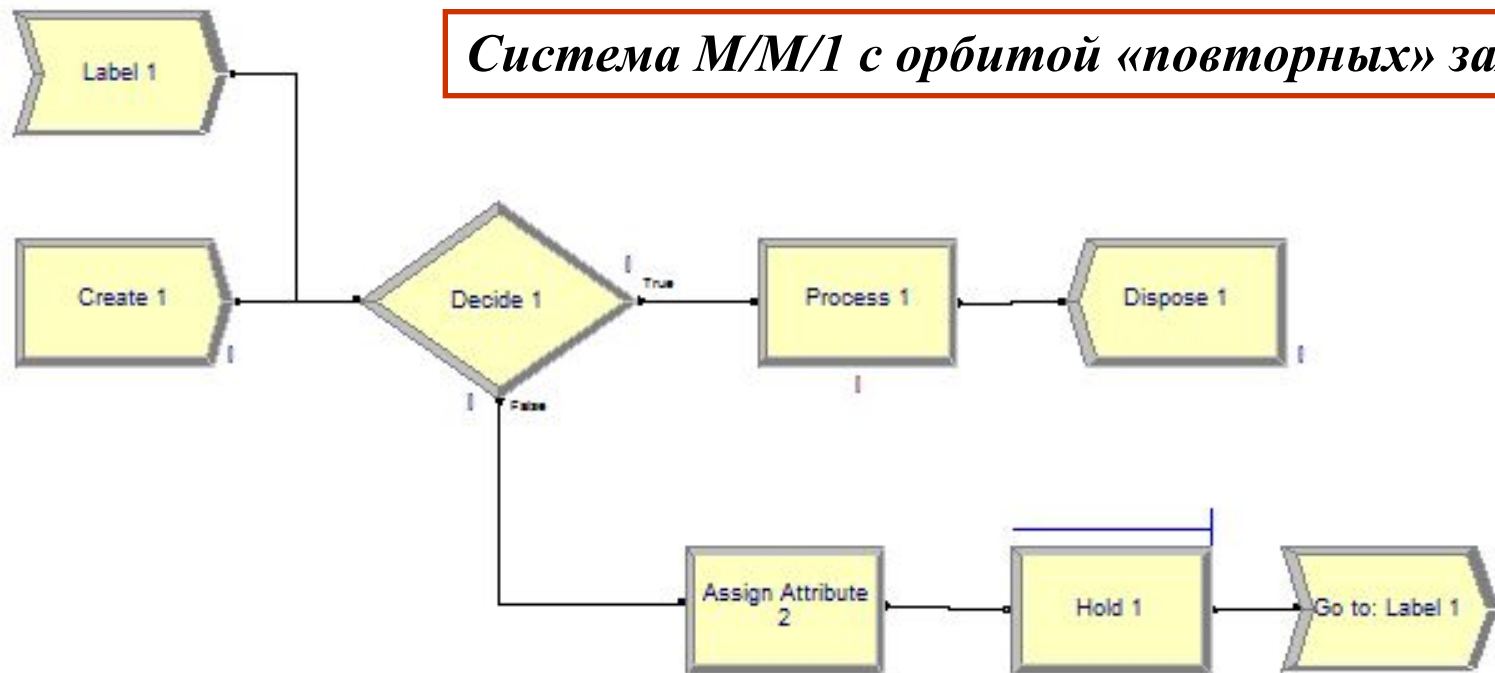 Система M/M/1 с орбитой «повторных»
Label 1
Create 1
Decide 1
True
False
Process 1
Dispose 1
Assign Attribute
2
Hold 1
Go to: Label 1